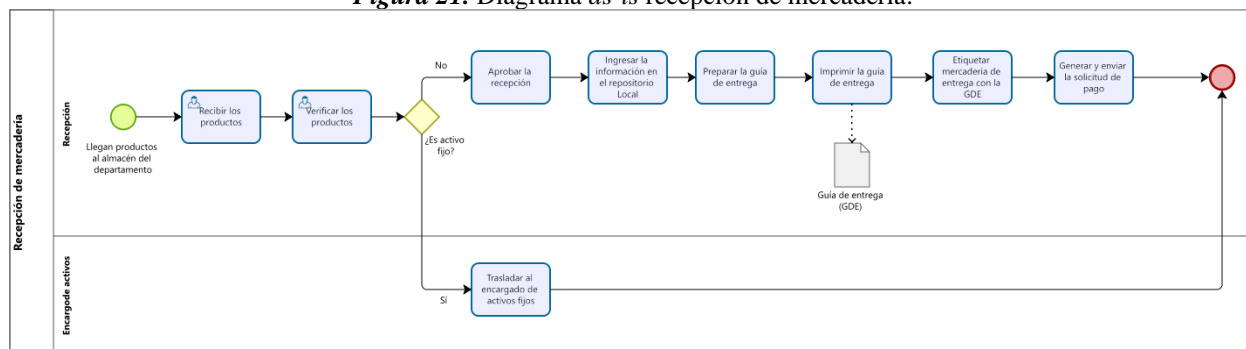 Figura 21. Diagrama as-is recepción de mercadería.
Recepción de mercadería
Recepción
Llegan productos
al almacén del
departamento
Recibir los
productos
Verificar los
productos
¿Es activo
fijo?
No
Aprobar la
recepción
Ingresar la
información en
el repositorio
Local
Preparar la guía
de entrega
Imprimir la guía
de entrega
Guía de entrega
(GDE)
Etiquetar
mercadería de
entrega con la
GDE
Generar y enviar
la solicitud de
pago
Encargode activos
Sí
Trasladar al
encargado de
activos fijos